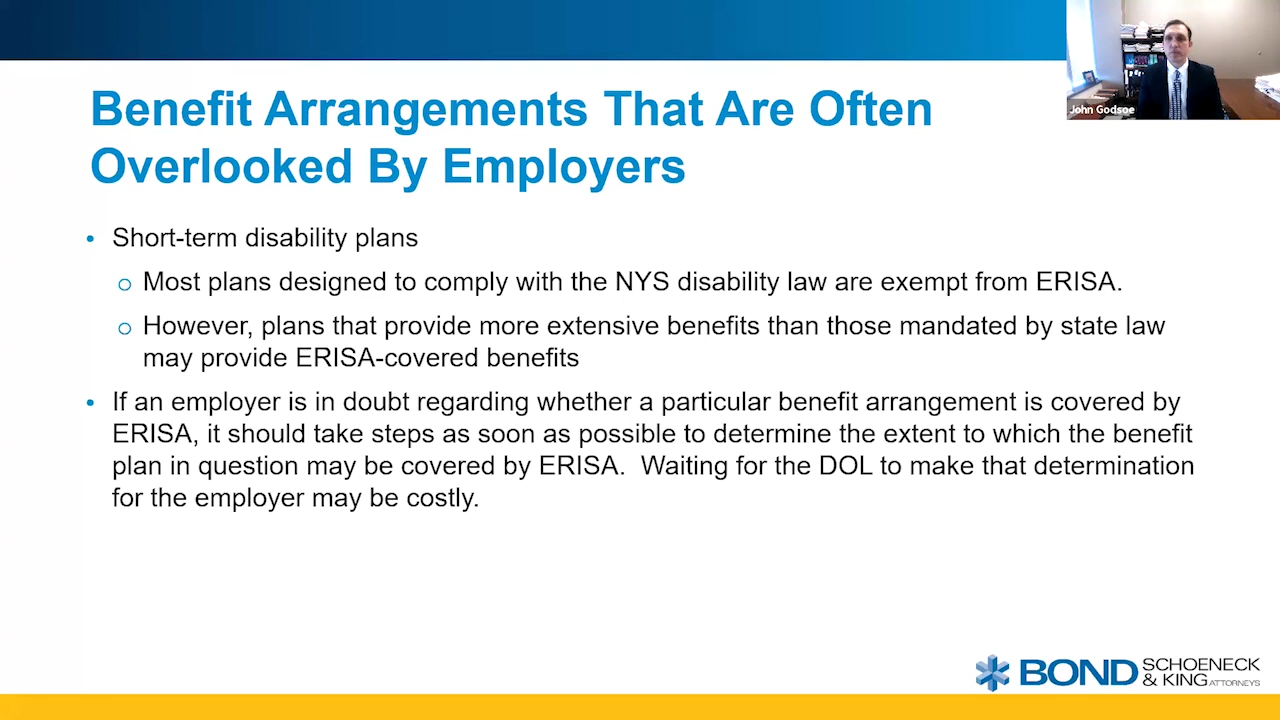 John Godsoe
Benefit Arrangements That Are Often
Overlooked By Employers
• Short-term disability plans
o Most plans designed to comply with the NYS disability law are exempt from ERISA.
o However, plans that provide more extensive benefits than those mandated by state law
may provide ERISA-covered benefits
• If an employer is in doubt regarding whether a particular benefit arrangement is covered by
ERISA, it should take steps as soon as possible to determine the extent to which the benefit
plan in question may be covered by ERISA.  Waiting for the DOL to make that determination
for the employer may be costly.
BOND SCHOENECK
& KING ATTORNEYS